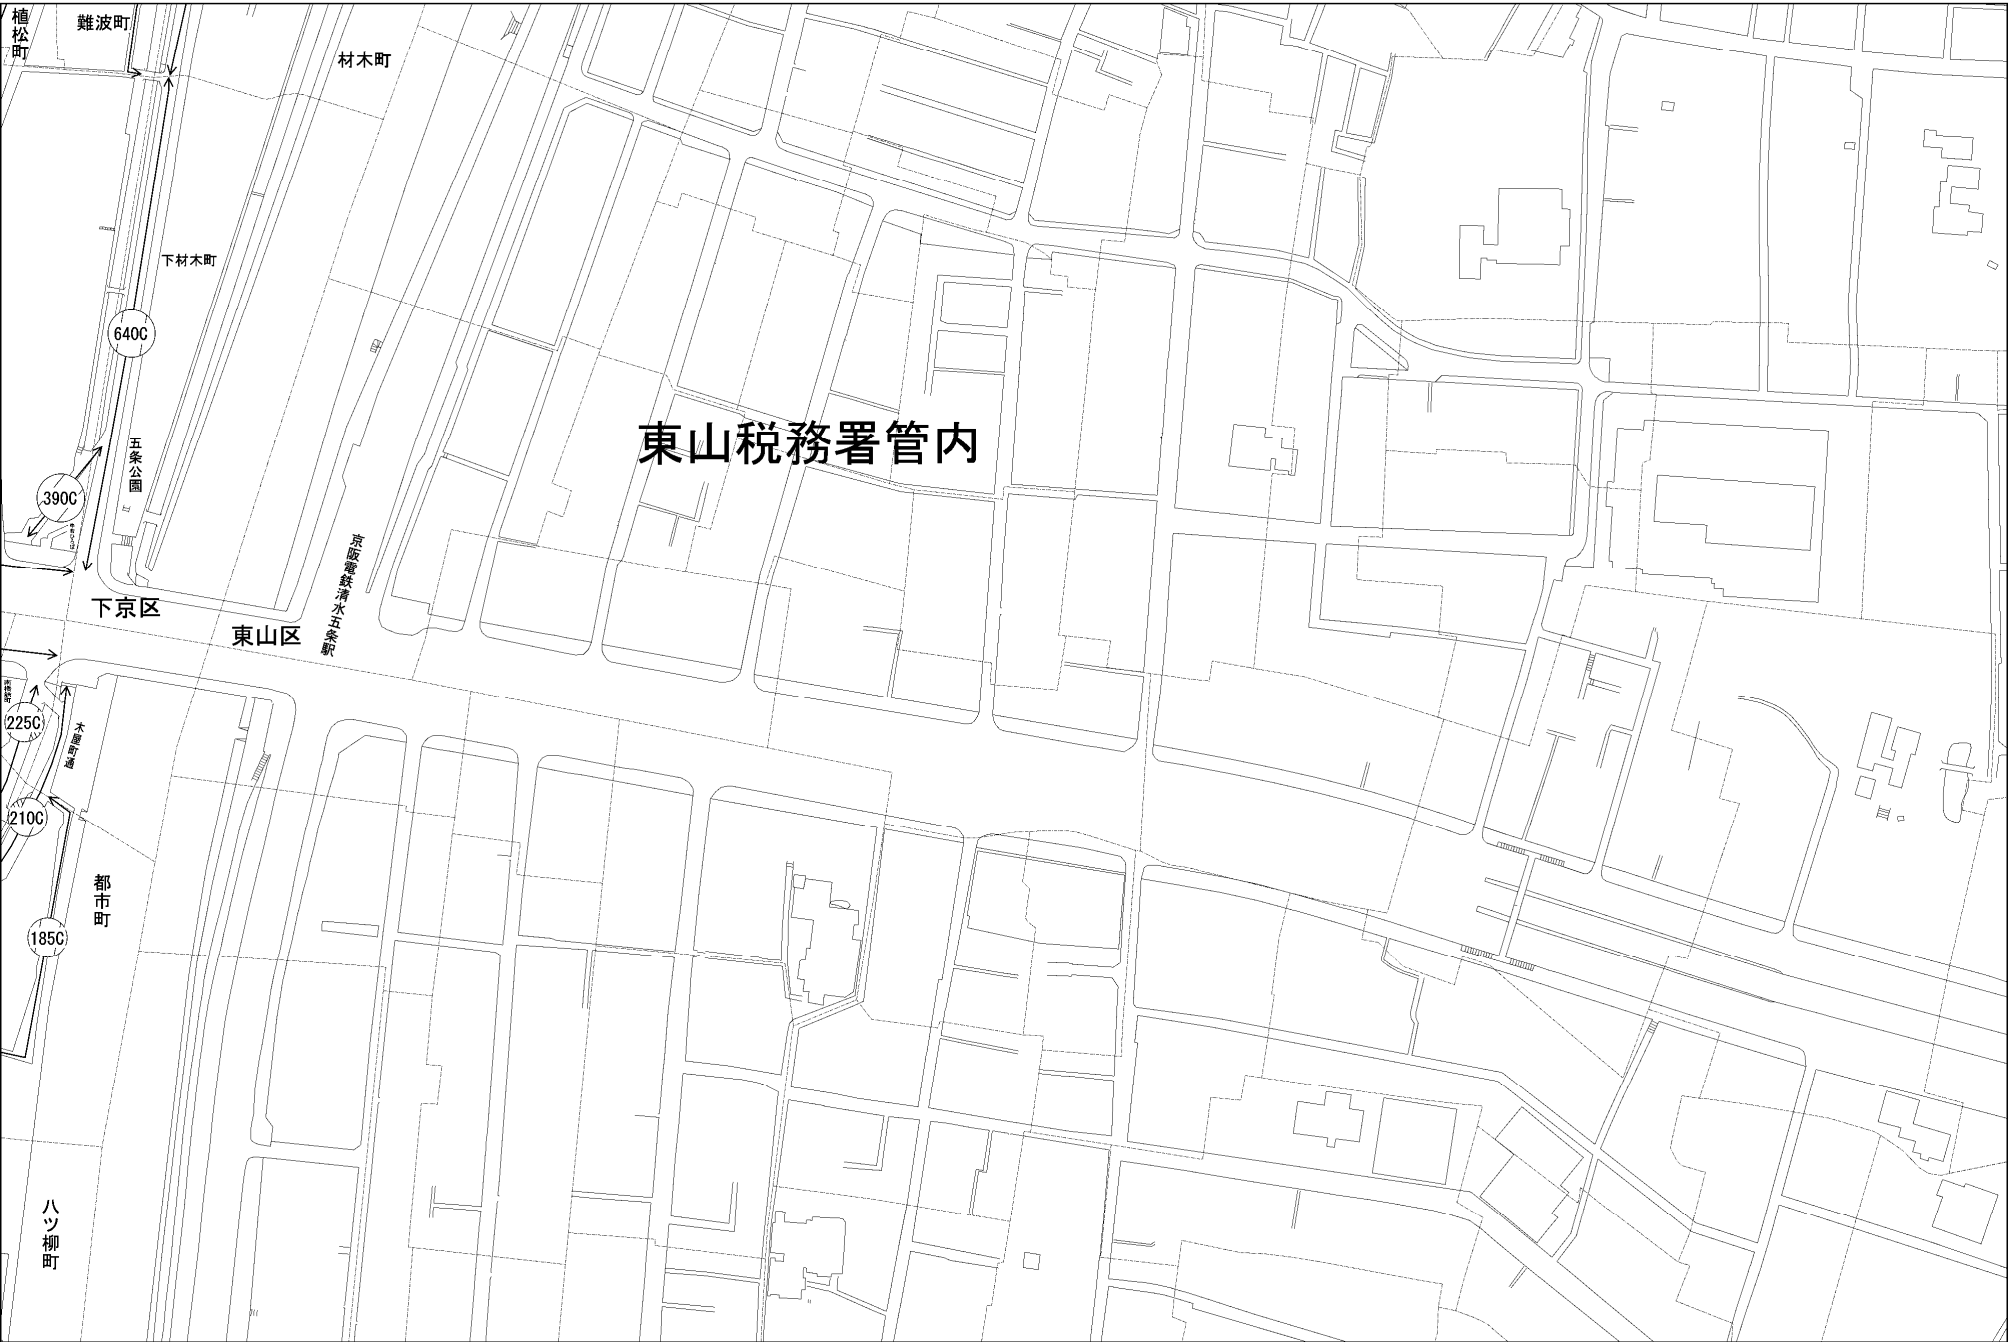 植松町
難波町
材木町
下材木町
640C
東山税務署管内
五条公園
390C
京阪電鉄清水五条駅
下京区
東山区
225C
木屋町通
210C
都市町
185C
八ツ柳町